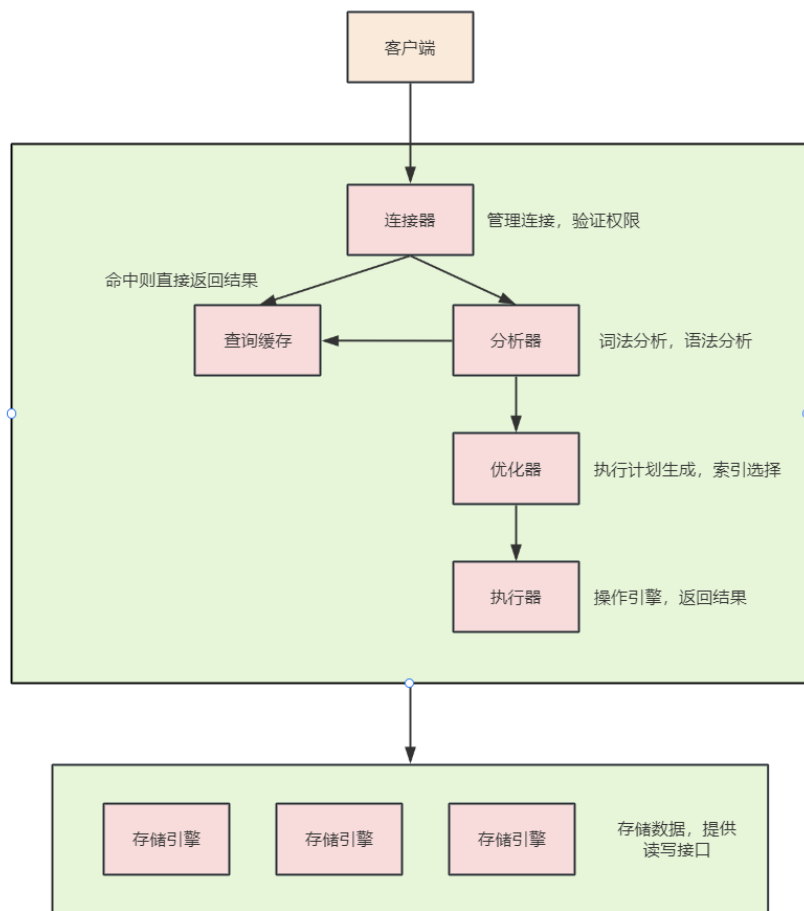 客户端
连接器
管理连接，验证权限
命中则直接返回结果
查询缓存
分析器
词法分析，语法分析
优化器
执行计划生成，索引选择
执行器
操作引擎，返回结果
存储引擎
存储引擎
存储引擎
存储数据，提供
读写接口